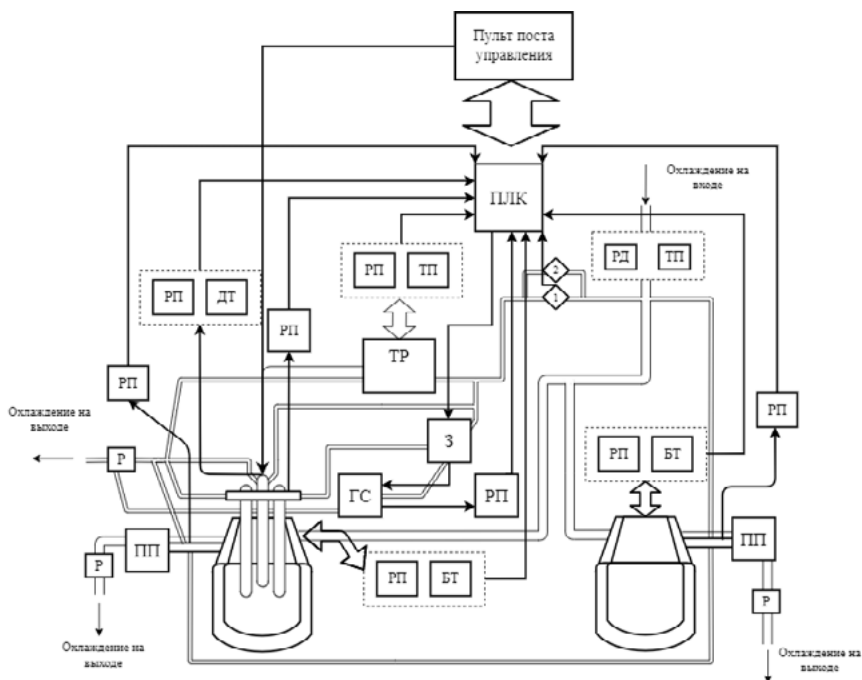 Пульт поста
управления
Охлаждение на
входе
ПЛК
РП
ТП
РД
ТП
2
1
РП
ДТ
РП
ТР
РП
РП
Охлаждение на
выходе
Р
З
РП
БТ
ГС
РП
ПП
ПП
Р
РП
БТ
Р
Охлаждение на
выходе
Охлаждение на
выходе